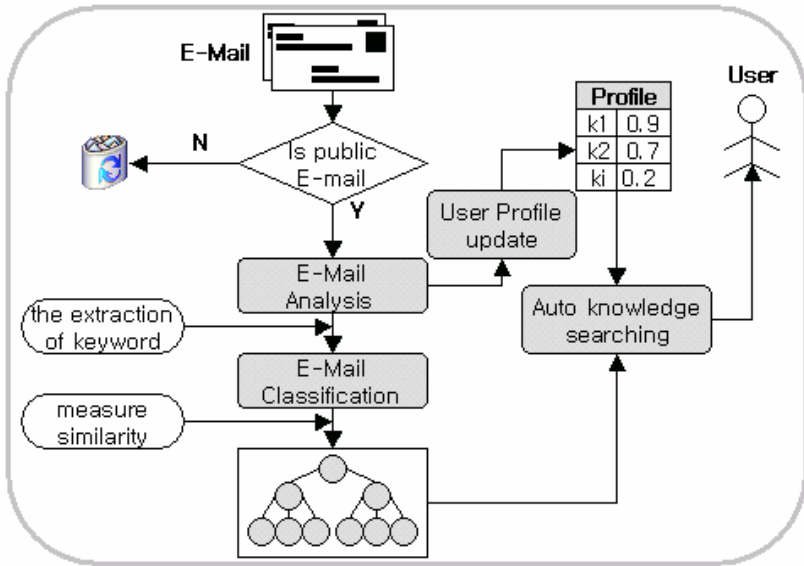 E-Mail
User
Profile
k1 0.9
k2 0.7
ki 0.2
N
Is public
E-mail
Y
User Profile
update
E-Mail
Analysis
the extraction
of keyword
Auto knowledge
searching
E-Mail
Classification
measure
similarity